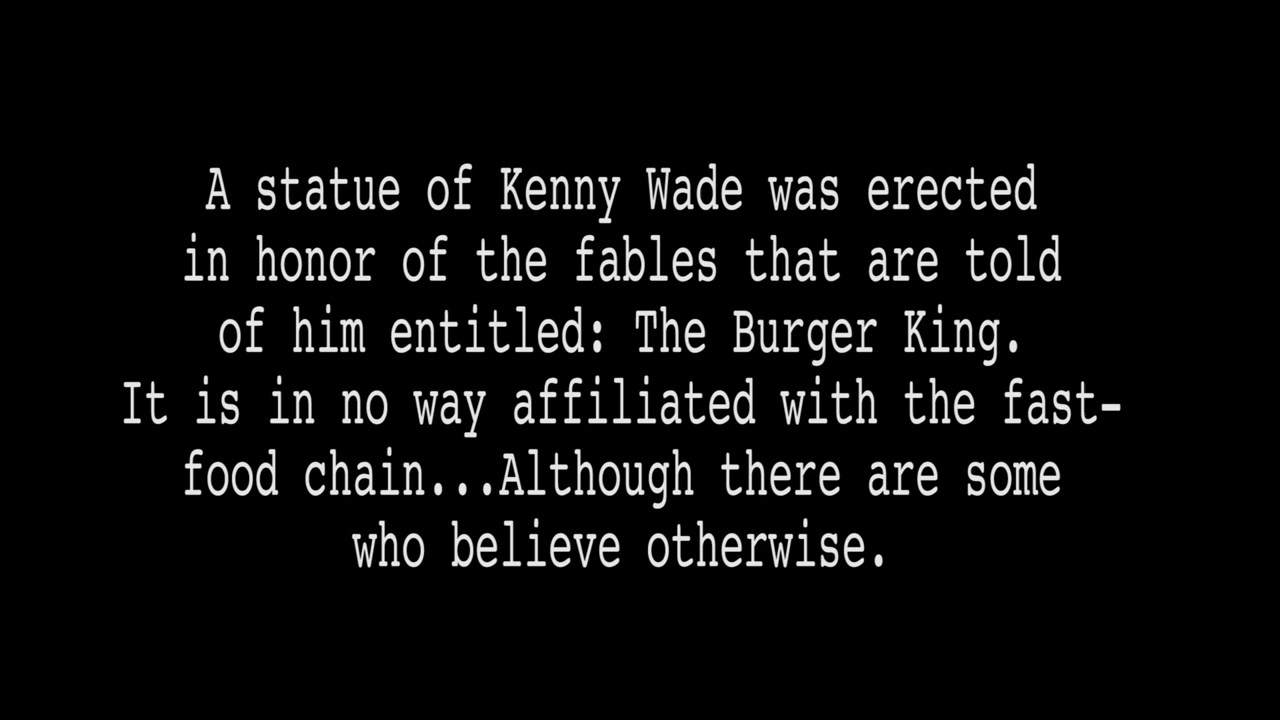 A statue of Kenny Wade was erected
in honor of the fables that are told
of him entitled: The Burger King.
It is in no way affiliated with the fast-
food chain...Although there are some
who believe otherwise.